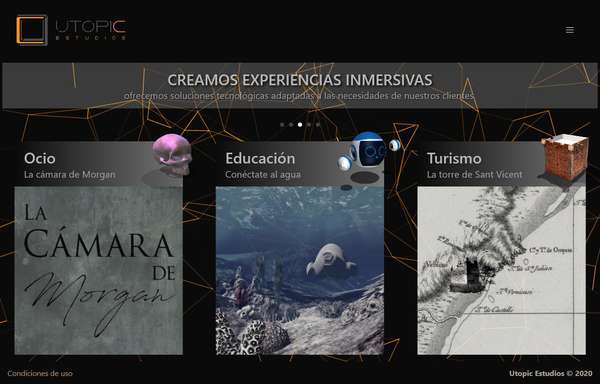 UTOPIC
ESTUDIOS
CREAMOS EXPERIENCIAS INMERSIVAS
ofrecemos soluciones tecnológicas adaptadas a las necesidades de nuestros clientes
Ocio
La cámara de Morgan
Educación
Conéctate al agua
Turismo
La torre de Sant Vicent
LA
CÁMARA
DE
Morgan
Condiciones de uso
Utopic Estudios © 2020